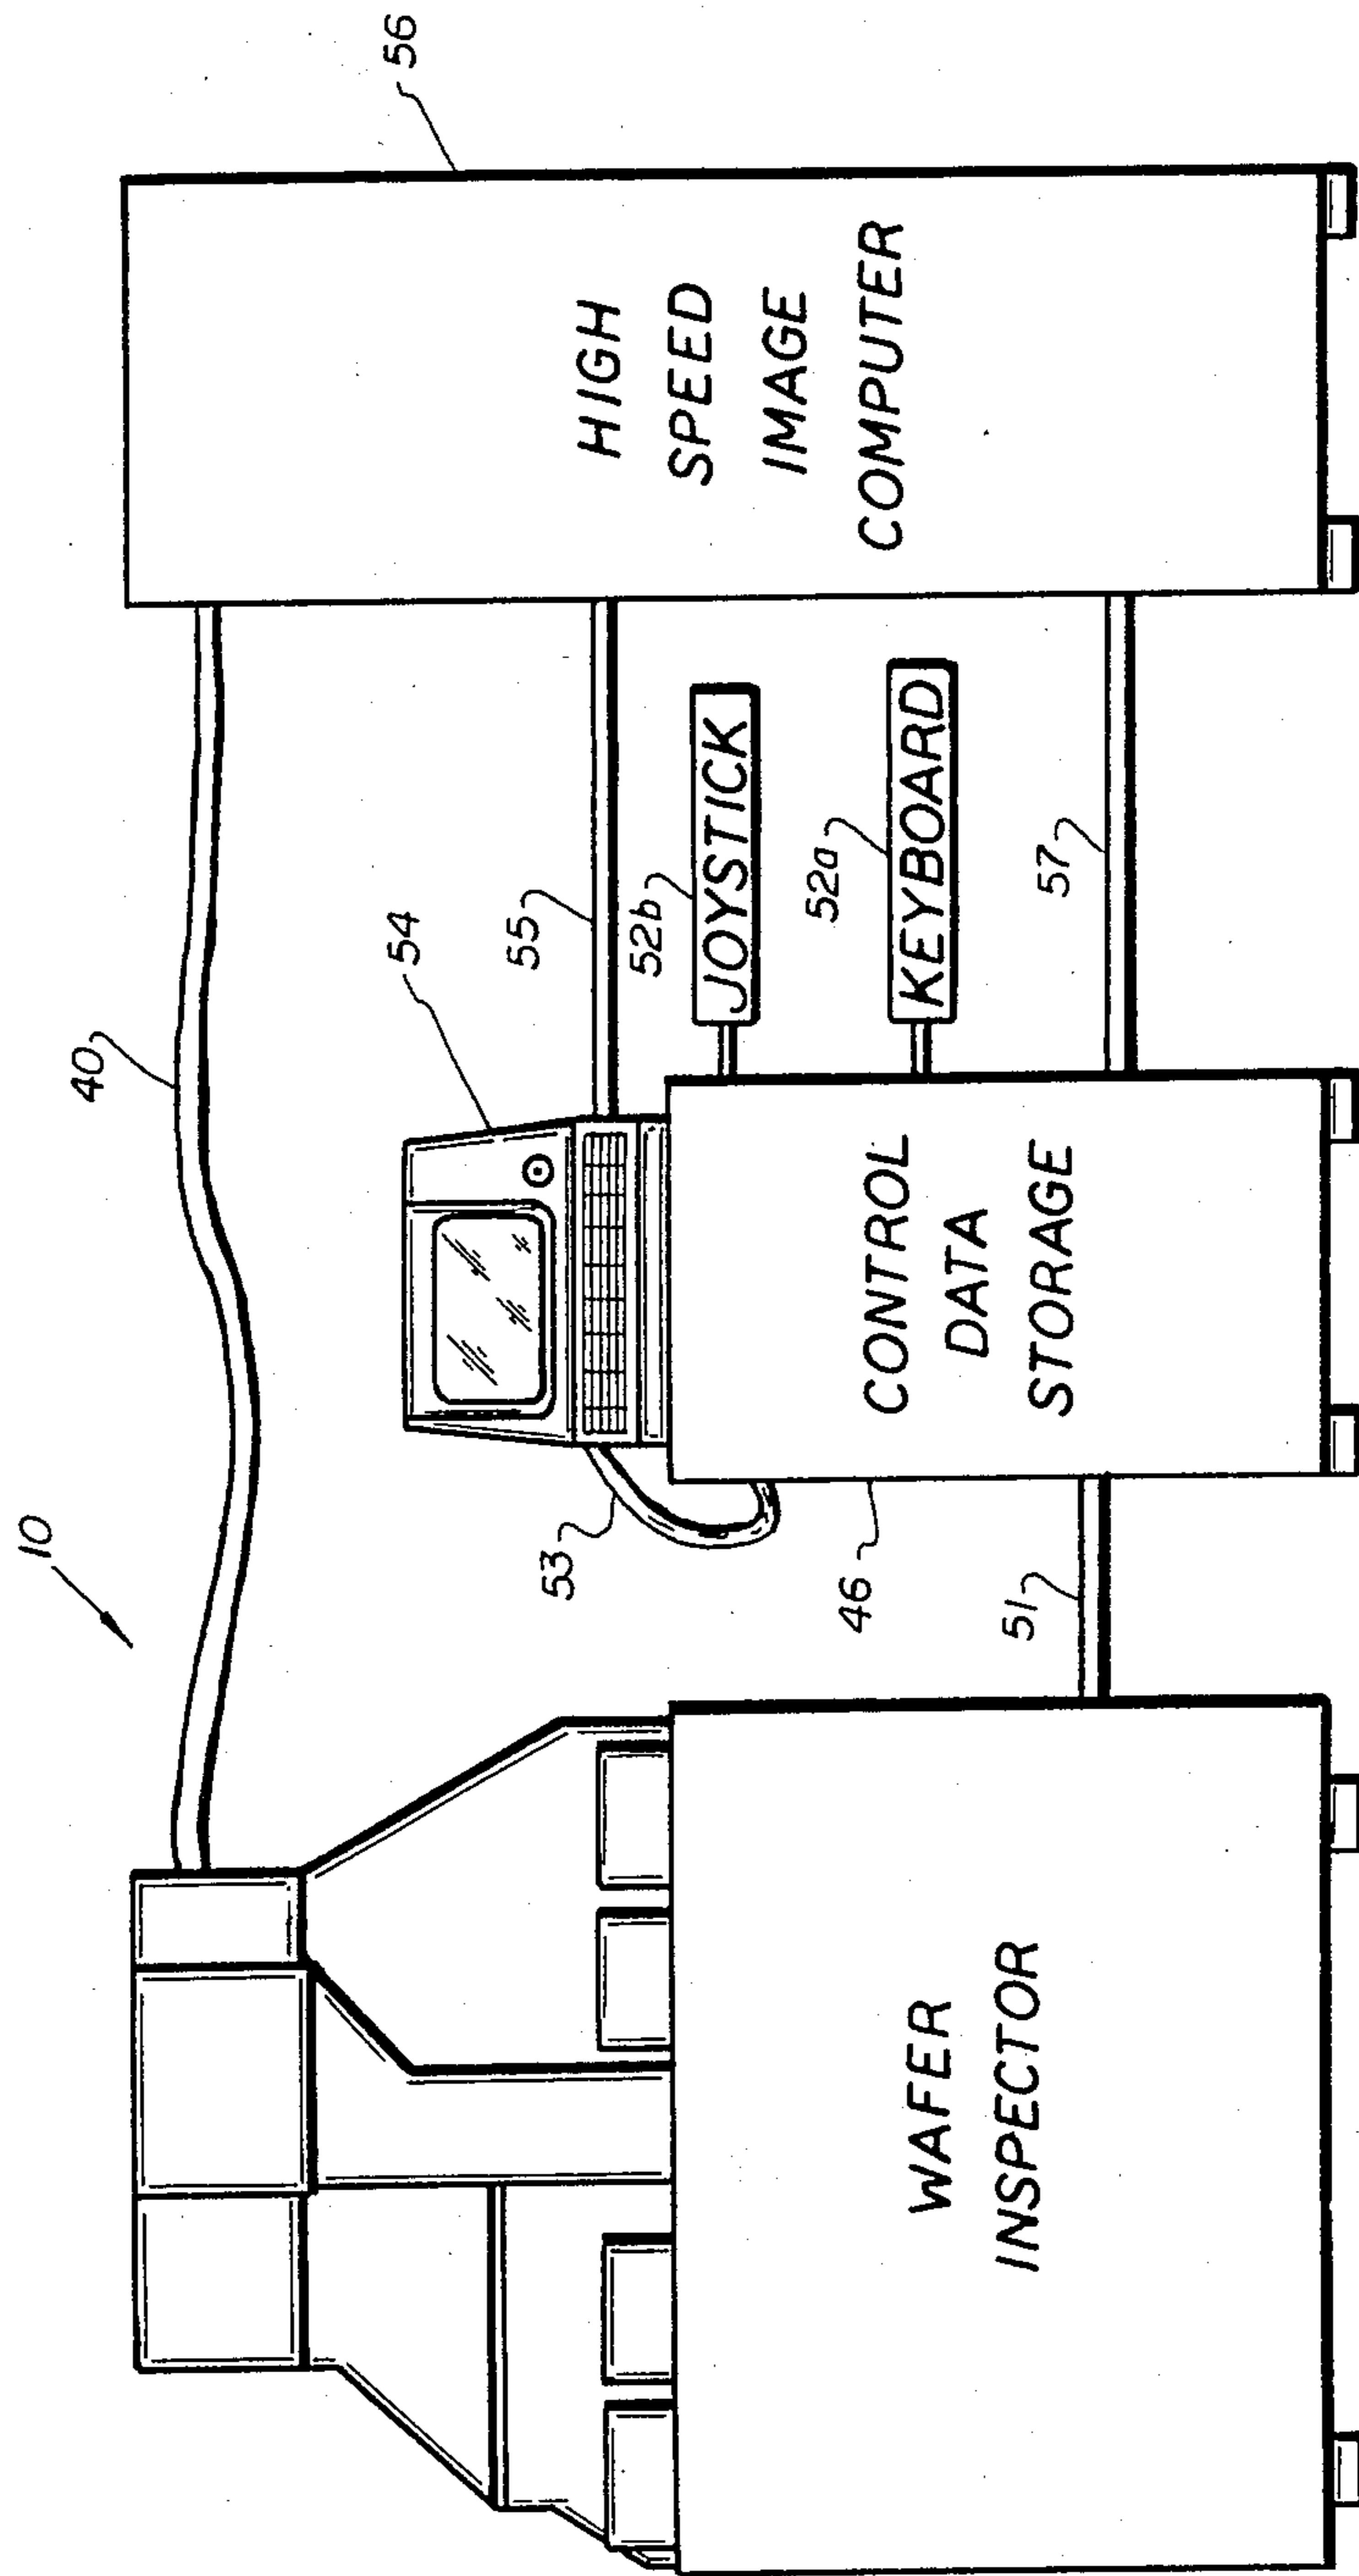 10
40
56
54
55
52b
JOYSTICK
52a
KEYBOARD
57
53
46
51
WAFER
INSPECTOR
CONTROL
DATA
STORAGE
HIGH
SPEED
IMAGE
COMPUTER